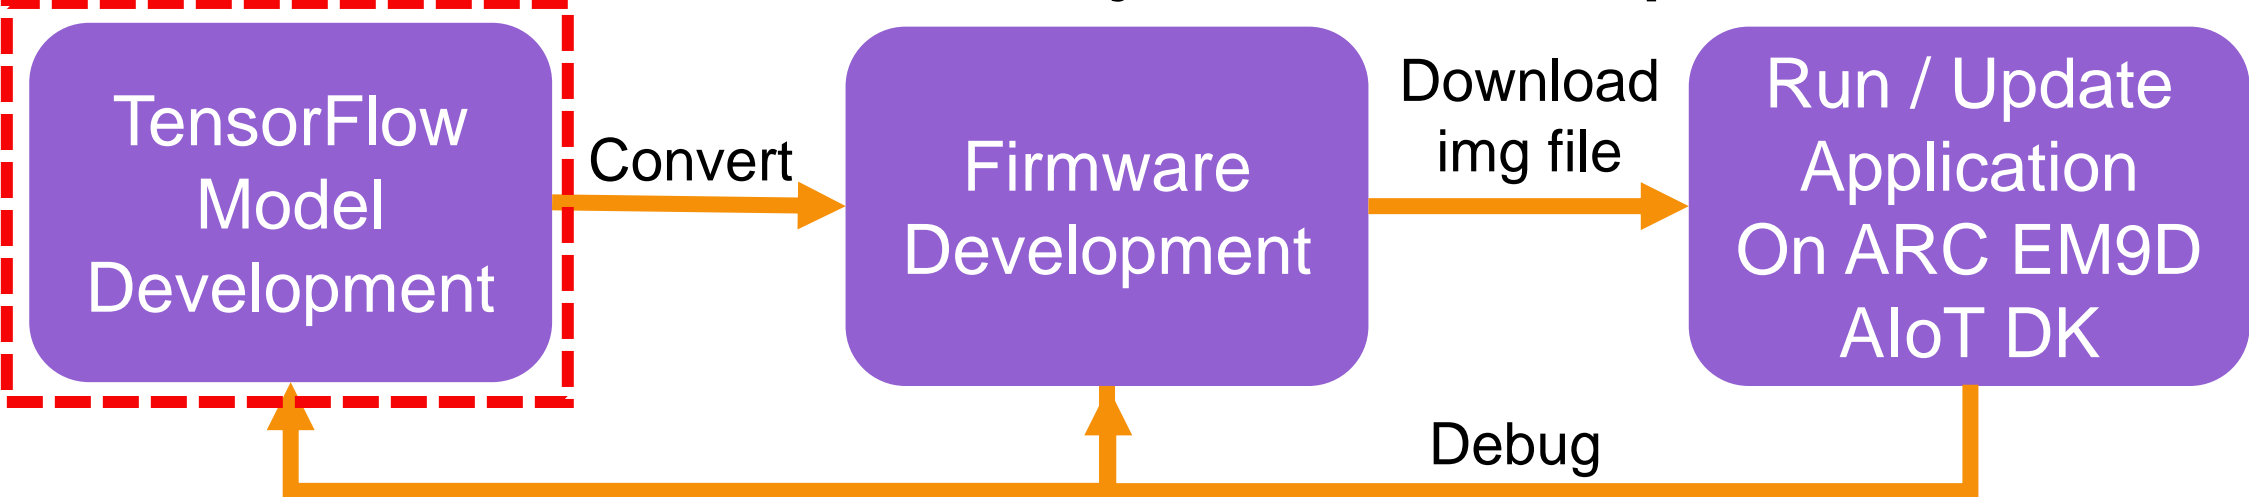 TensorFlow
Model
Development
Convert
Firmware
Development
Download
img file
Run / Update
Application
On ARC EM9D
AIoT DK
Debug